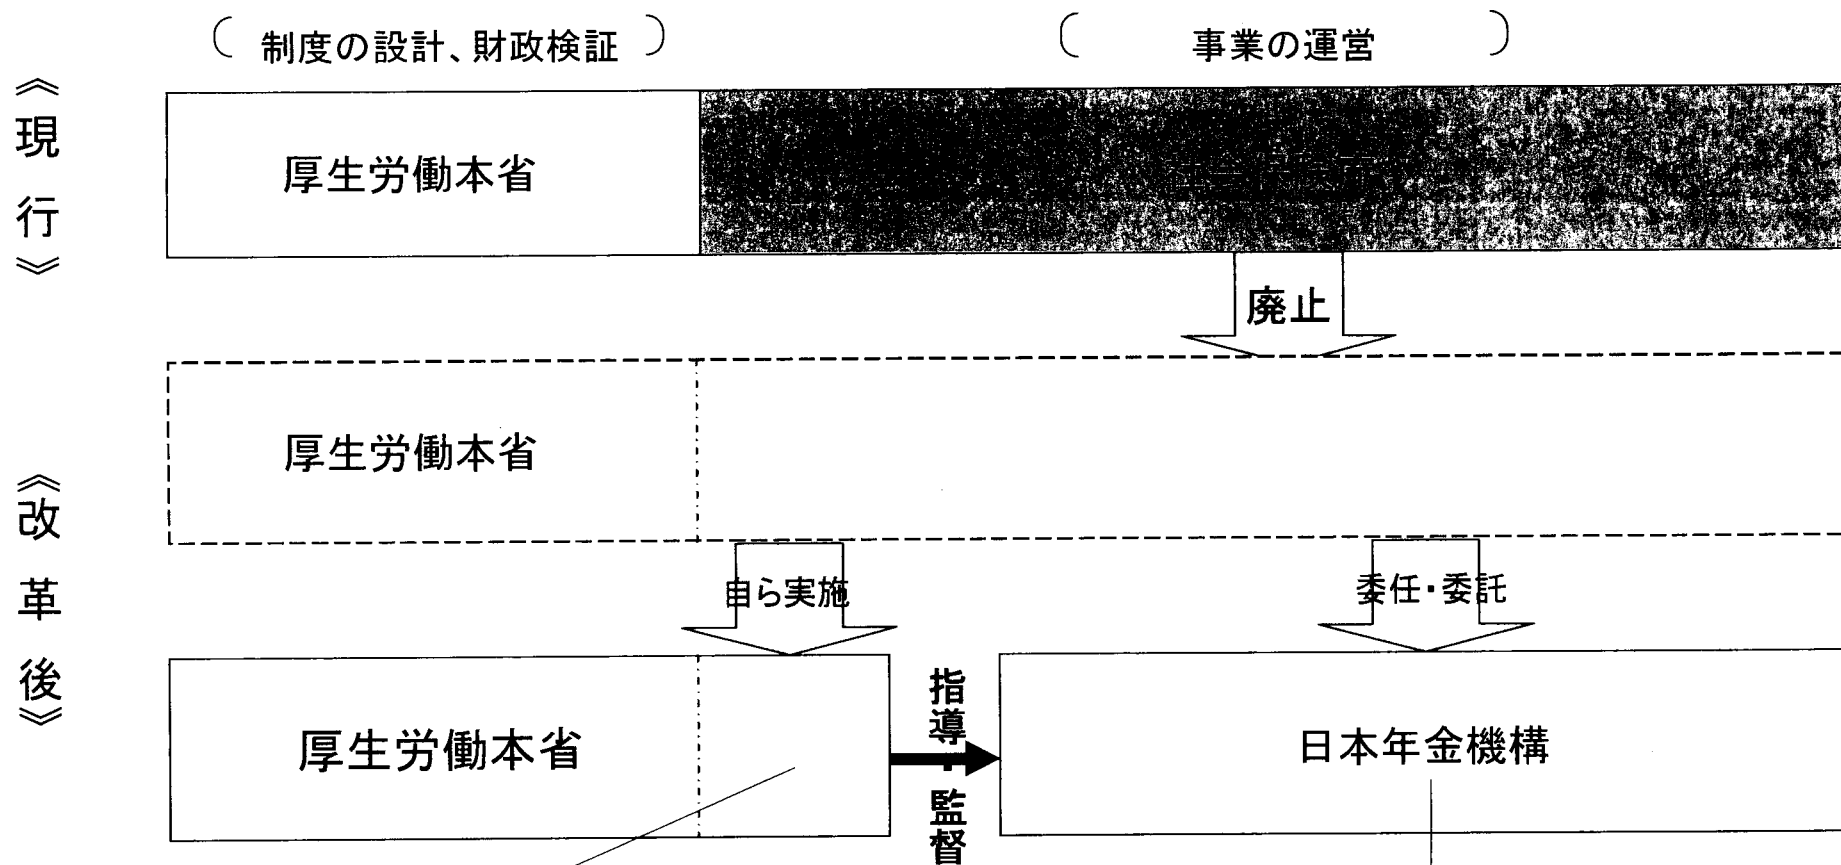 （ 制度の設計、財政検証 ）
（ 事業の運営 ）
《現行》
厚生労働本省
廃止
《改革後》
厚生労働本省
自ら実施
委任・委託
厚生労働本省
指導・監督
日本年金機構